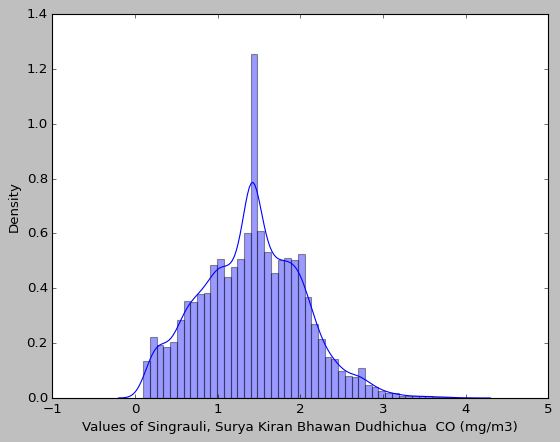 1.4
1.2
1.0
0.8
0.6
0.4
0.2
0.0
Density
−1 0 1 2 3 4 5
Values of Singrauli, Surya Kiran Bhawan Dudhichua  CO (mg/m3)